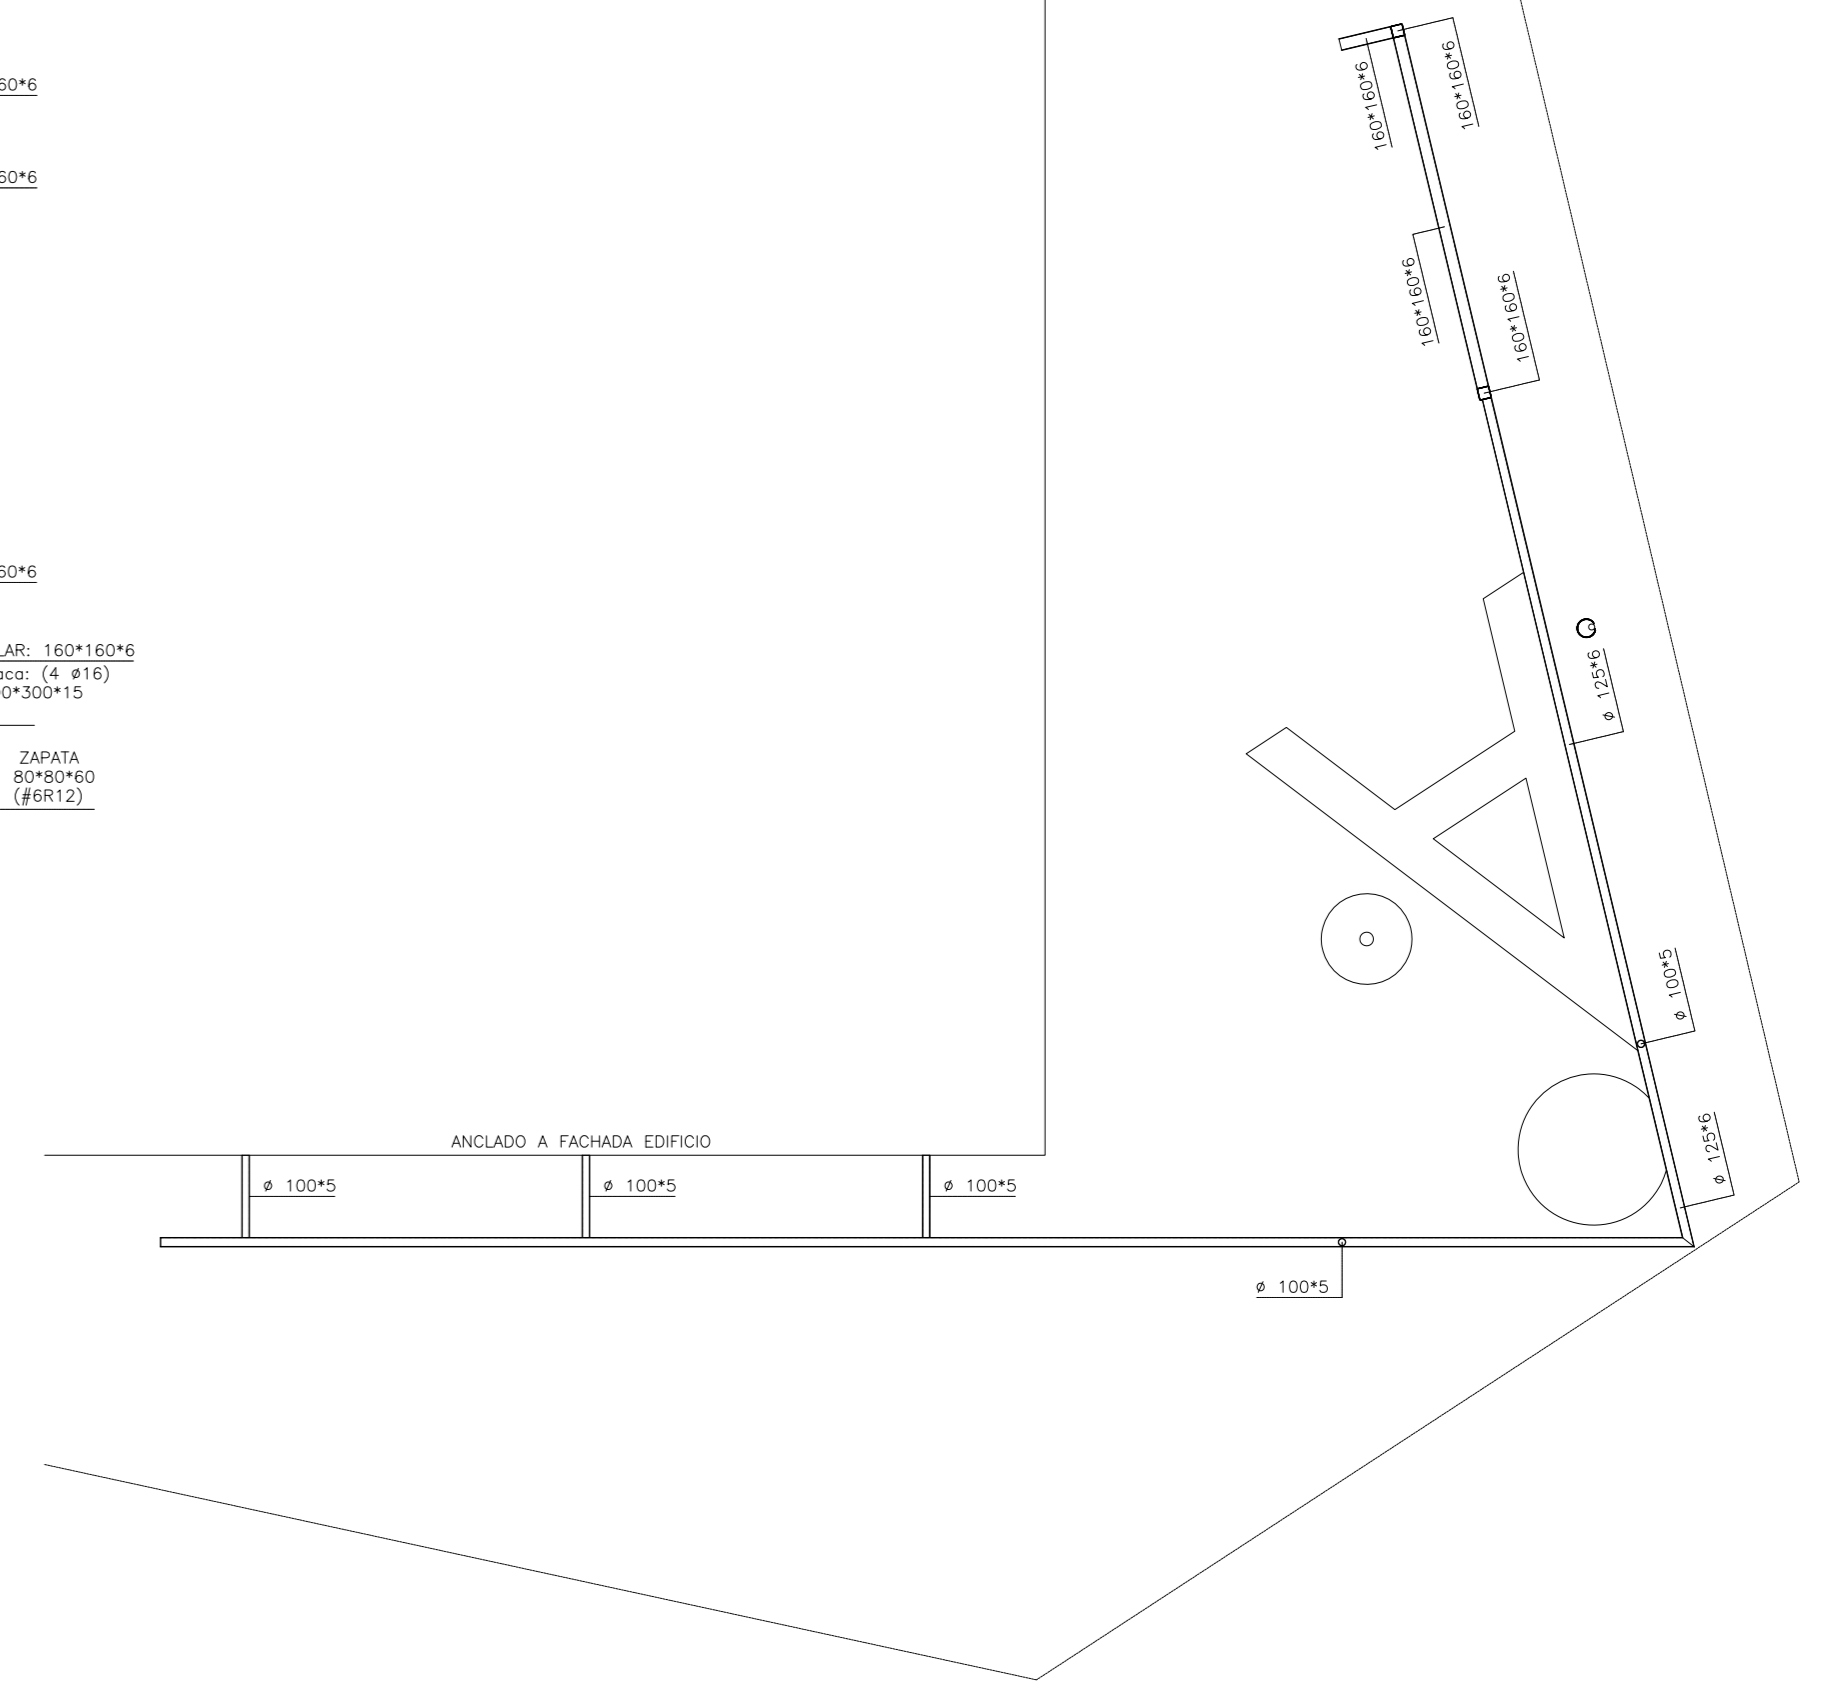 60*6
60*6
60*6
LAR: 160*160*6
aca: (4 ø16)
0*300*15
ZAPATA
80*80*60
(#6R12)
160*160*6
160*160*6
160*160*6
160*160*6
ø 125*6
ø 100*5
ø 125*6
ANCLADO A FACHADA EDIFICIO
ø 100*5
ø 100*5
ø 100*5
ø 100*5